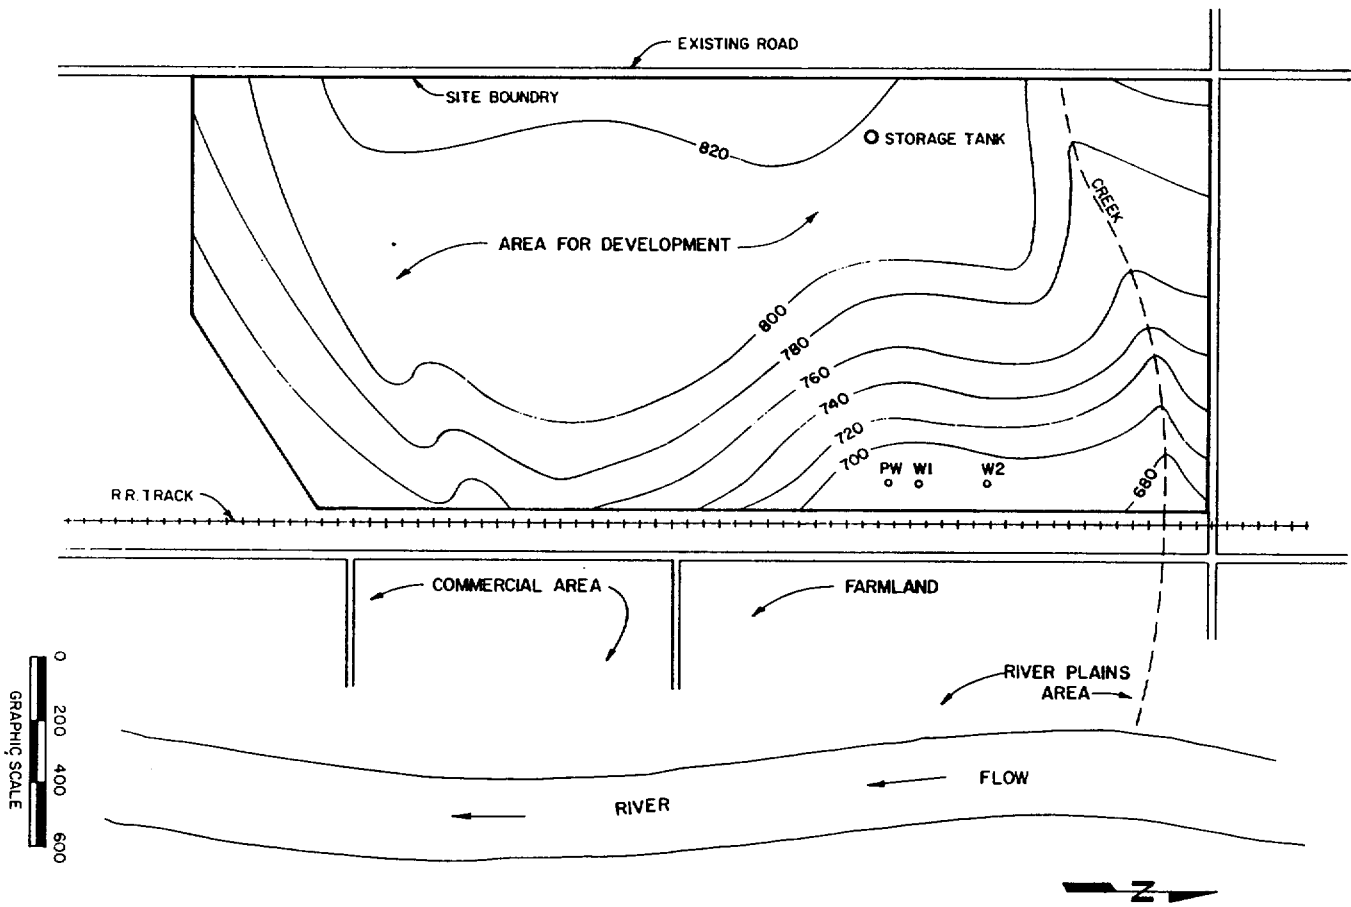 EXISTING ROAD
SITE BOUNDRY
820
STORAGE TANK
CREEK
AREA FOR DEVELOPMENT
800
780
760
740
720
700
PW W1 W2
680
R.R. TRACK
COMMERCIAL AREA
FARMLAND
RIVER PLAINS
AREA
FLOW
RIVER
0
200
400
600
GRAPHIC SCALE
N